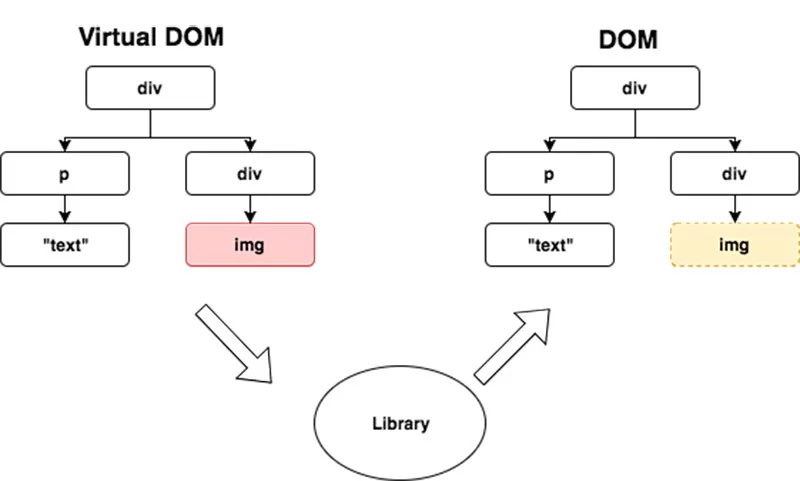 Virtual DOM
DOM
div
div
p
div
p
div
"text"
img
"text"
img
Library